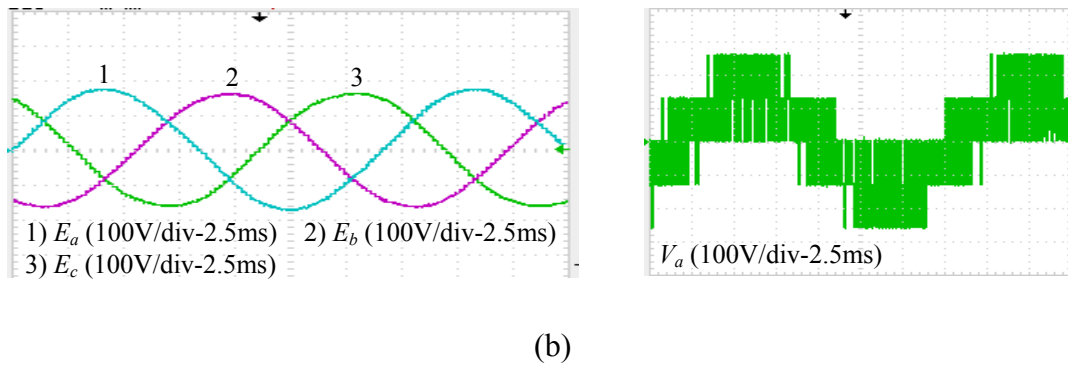 1 2 3
1) E_a (100V/div-2.5ms) 2) E_b (100V/div-2.5ms)
3) E_c (100V/div-2.5ms)
V_a (100V/div-2.5ms)
(b)